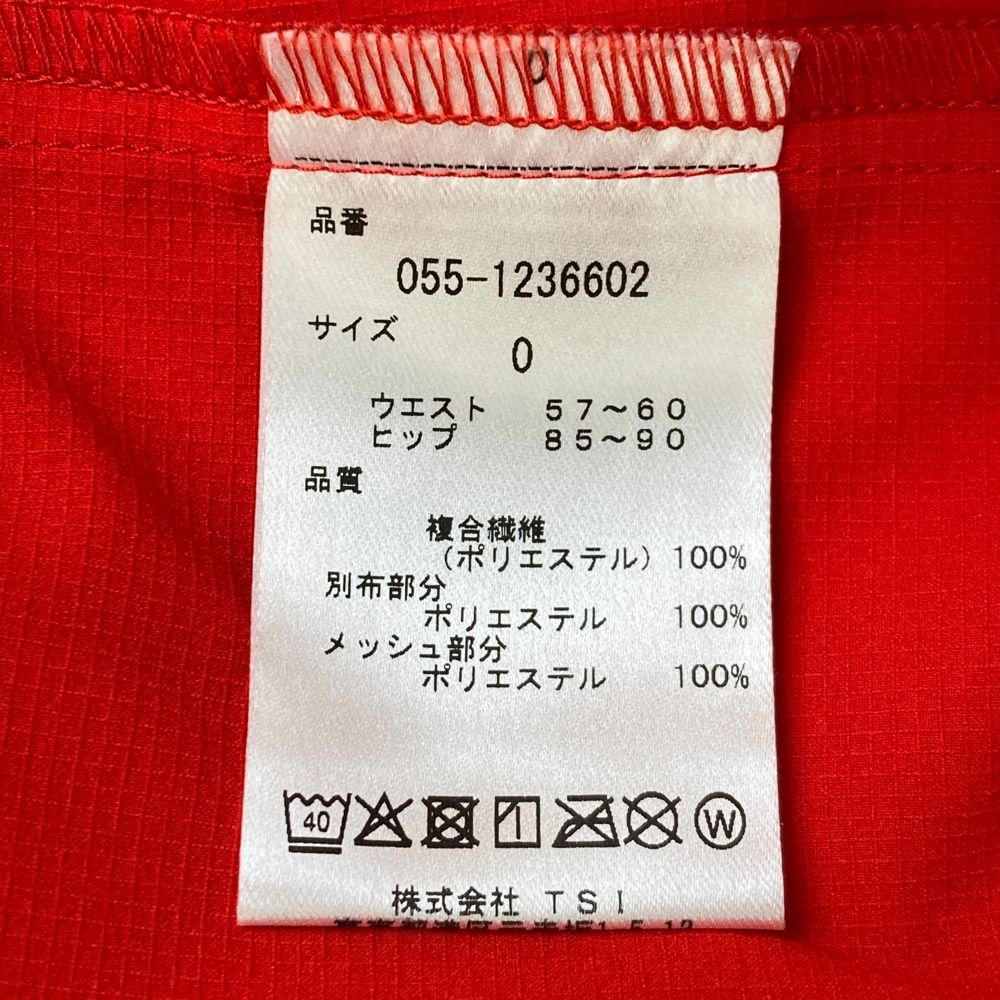 0
品番
055-1236602
サイズ
0
ウエスト 57～60
ヒップ 85～90
品質
複合繊維
(ポリエステル) 100%
別布部分
ポリエステル 100%
メッシュ部分
ポリエステル 100%
40 W
株式会社 TSI